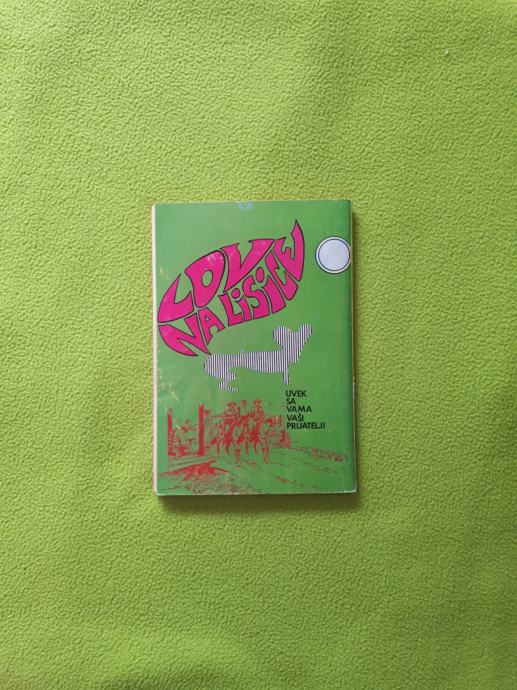 LOV
NA LISICE
UVEK
SA
VAMA
VAŠI
PRIJATELJI